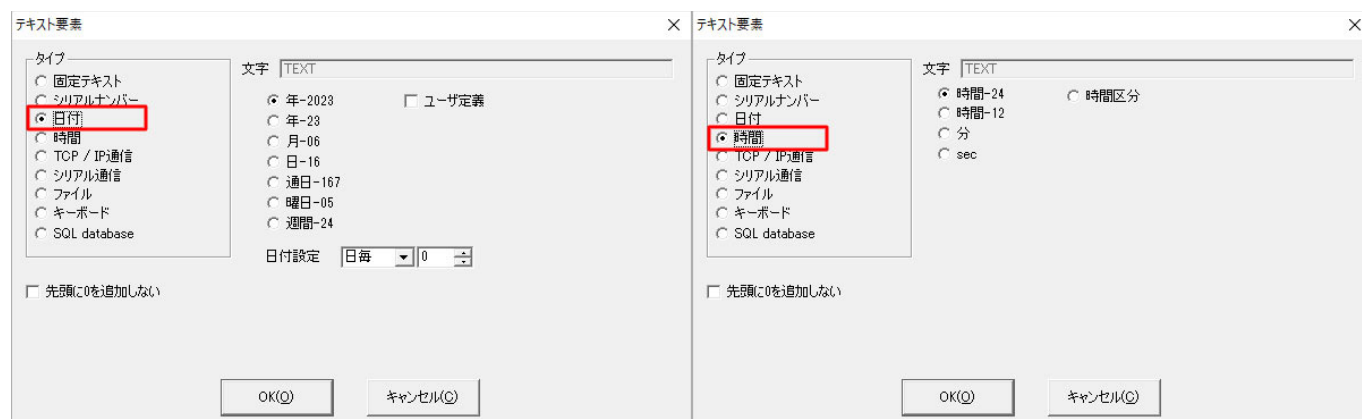 テキスト要素
タイプ
固定テキスト
シリアルナンバー
日付
時間
TCP / IP通信
シリアル通信
ファイル
キーボード
SQL database
文字 TEXT
年-2023 ユーザ定義
年-23
月-06
日-16
通日-167
曜日-05
週間-24
日付設定 日毎 0
先頭に0を追加しない
OK(O) キャンセル(C)
テキスト要素
タイプ
固定テキスト
シリアルナンバー
日付
時間
TCP / IP通信
シリアル通信
ファイル
キーボード
SQL database
文字 TEXT
時間-24 時間区分
時間-12
分
sec
先頭に0を追加しない
OK(O) キャンセル(C)